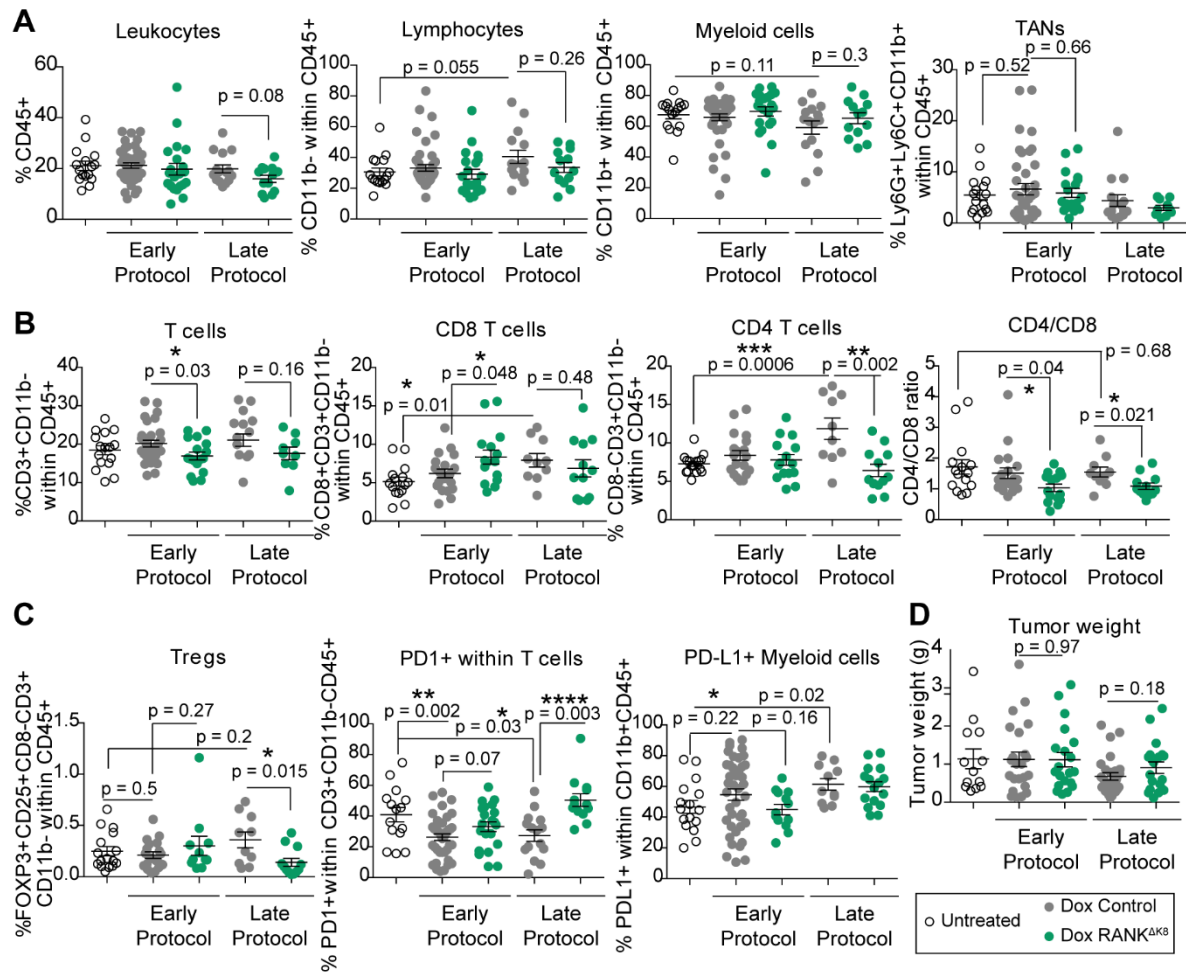 A
Leukocytes
% CD45+
60
40
20
0
p = 0.08
Early
Protocol
Late
Protocol
Lymphocytes
% CD11b- within CD45+
100
80
60
40
20
0
p = 0.055
p = 0.26
Early
Protocol
Late
Protocol
Myeloid cells
% CD11b+ within CD45+
100
80
60
40
20
0
p = 0.11
p = 0.3
Early
Protocol
Late
Protocol
TANs
% Ly6G+Ly6C+CD11b+
within CD45+
30
20
10
0
p = 0.66
p = 0.52
Early
Protocol
Late
Protocol
B
T cells
%CD3+CD11b-
within CD45+
40
30
20
10
0
*
p = 0.03
p = 0.16
Early
Protocol
Late
Protocol
CD8 T cells
%CD8+CD3+CD11b-
within CD45+
20
15
10
5
0
*
p = 0.01
*
p = 0.048
p = 0.48
Early
Protocol
Late
Protocol
CD4 T cells
% CD8-CD3+CD11b-
within CD45+
20
15
10
5
0
***
p = 0.0006
**
p = 0.002
Early
Protocol
Late
Protocol
CD4/CD8
CD4/CD8 ratio
5
4
3
2
1
0
p = 0.68
p = 0.04
*
*
p = 0.021
Early
Protocol
Late
Protocol
C
Tregs
%FOXP3+CD25+CD8-CD3+
CD11b- within CD45+
1.5
1.0
0.5
0.0
p = 0.27
p = 0.2
p = 0.5
*
p = 0.015
Early
Protocol
Late
Protocol
PD1+ within T cells
% PD1+within CD3+CD11b-CD45+
100
80
60
40
20
0
**
p = 0.002
*
p = 0.03
p = 0.07
****
p = 0.003
Early
Protocol
Late
Protocol
PD-L1+ Myeloid cells
% PDL1+ within CD11b+CD45+
100
80
60
40
20
0
*
p = 0.02
p = 0.22
p = 0.16
Early
Protocol
Late
Protocol
D
Tumor weight
Tumor weight (g)
4
3
2
1
0
p = 0.97
p = 0.18
Early
Protocol
Late
Protocol
Untreated
Dox Control
Dox RANK^ΔK8